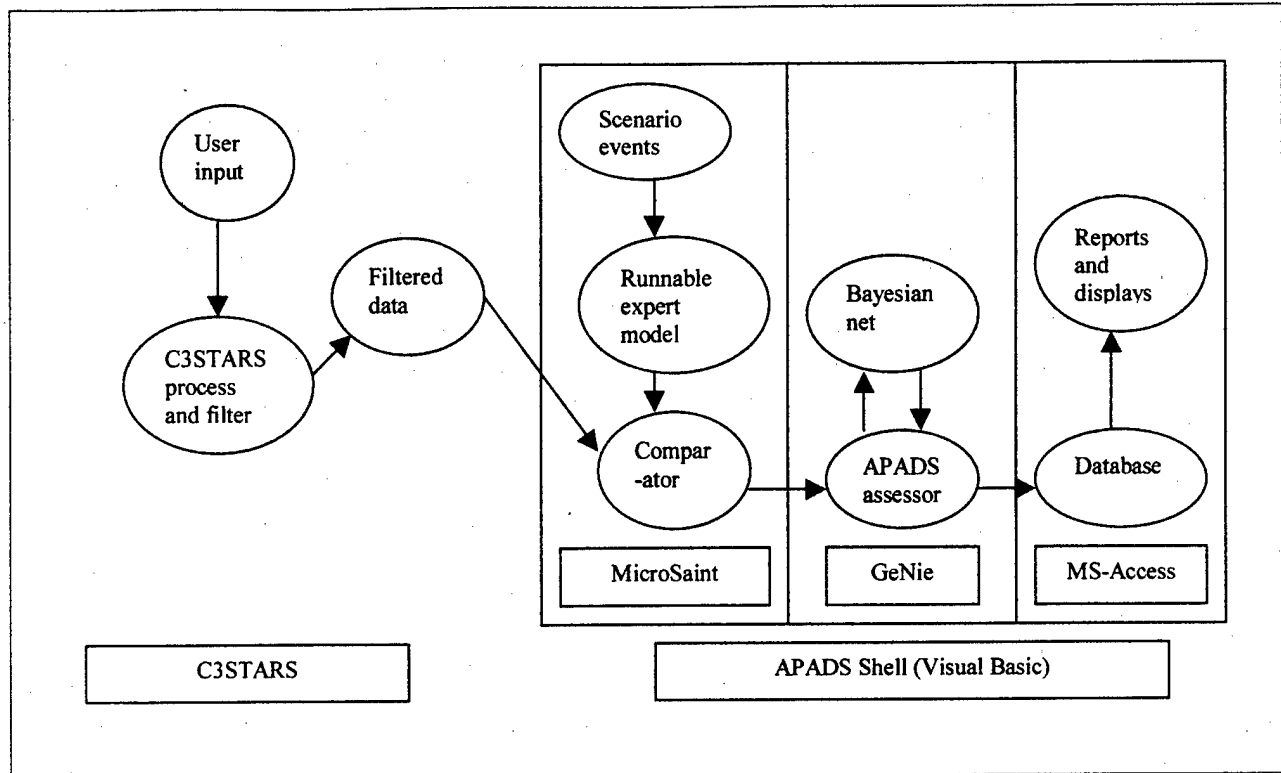 User
input
C3STARS
process
and filter
Filtered
data
Scenario
events
Runnable
expert
model
Compar
-ator
MicroSaint
Bayesian
net
APADS
assessor
GeNie
Reports
and
displays
Database
MS-Access
C3STARS
APADS Shell (Visual Basic)